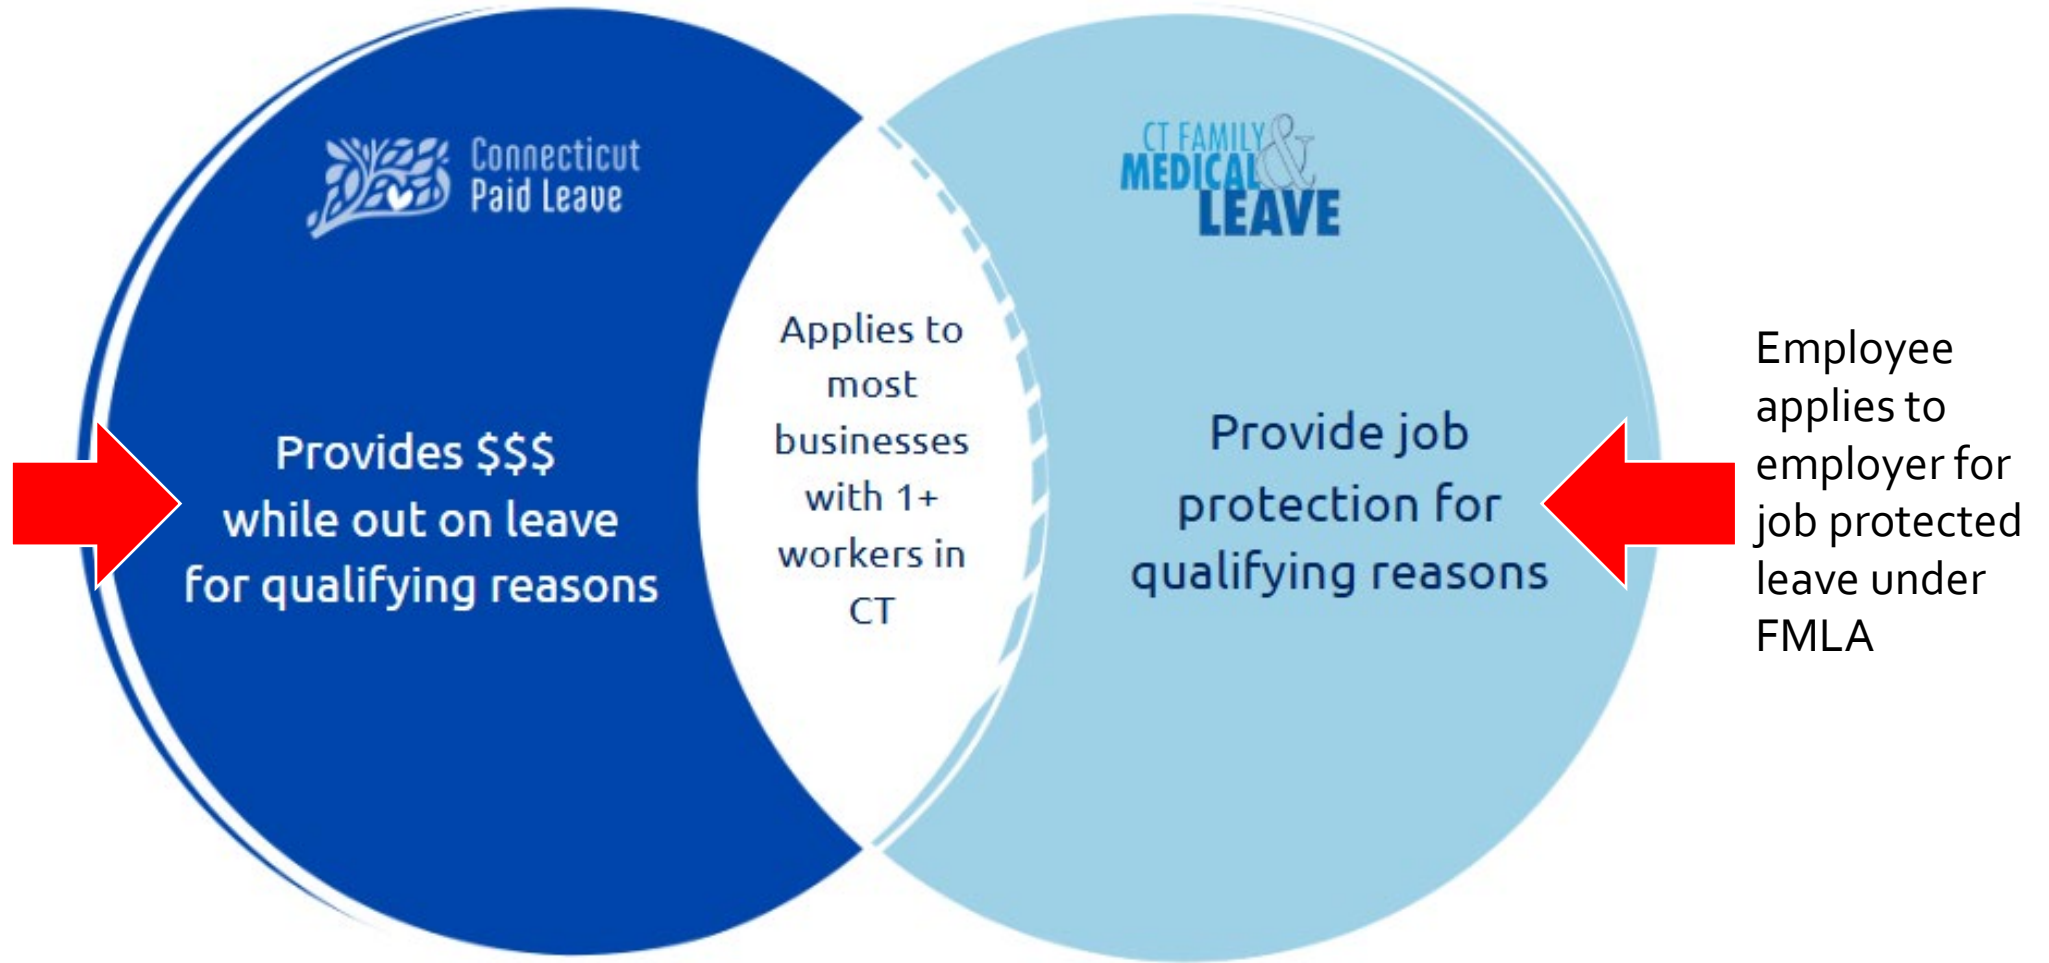 Connecticut
Paid Leave
Provides $$$
while out on leave
for qualifying reasons
Applies to
most
businesses
with 1+
workers in
CT
CT FAMILY &
MEDICAL
LEAVE
Provide job
protection for
qualifying reasons
Employee
applies to
employer for
job protected
leave under
FMLA